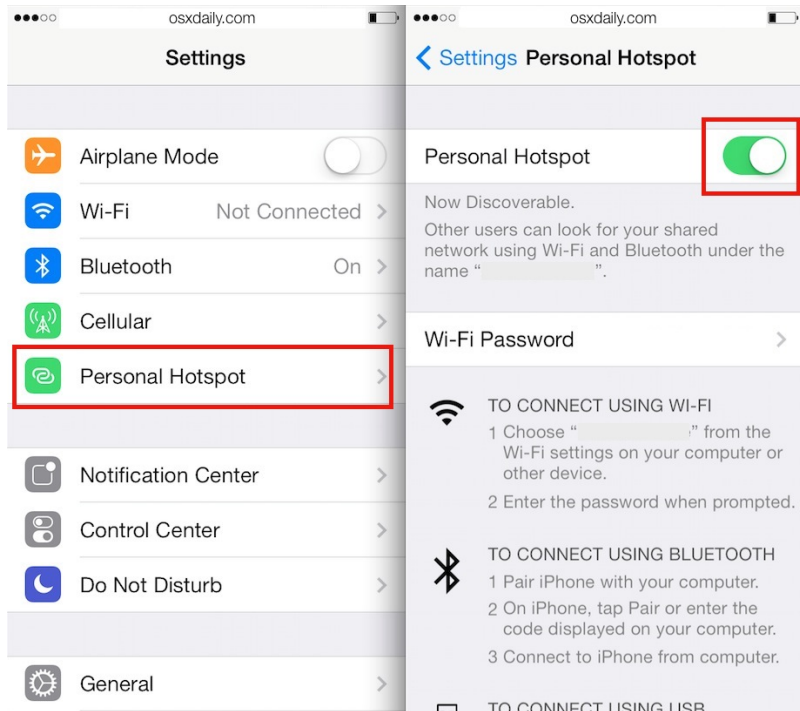 osxdaily.com
Settings
Airplane Mode
Wi-Fi Not Connected
Bluetooth On
Cellular
Personal Hotspot
Notification Center
Control Center
Do Not Disturb
General
osxdaily.com
Settings Personal Hotspot
Personal Hotspot
Now Discoverable.
Other users can look for your shared
network using Wi-Fi and Bluetooth under the
name “ ”.
Wi-Fi Password
TO CONNECT USING WI-FI
1 Choose “ ” from the
Wi-Fi settings on your computer or
other device.
2 Enter the password when prompted.
TO CONNECT USING BLUETOOTH
1 Pair iPhone with your computer.
2 On iPhone, tap Pair or enter the
code displayed on your computer.
3 Connect to iPhone from computer.
TO CONNECT USING USB